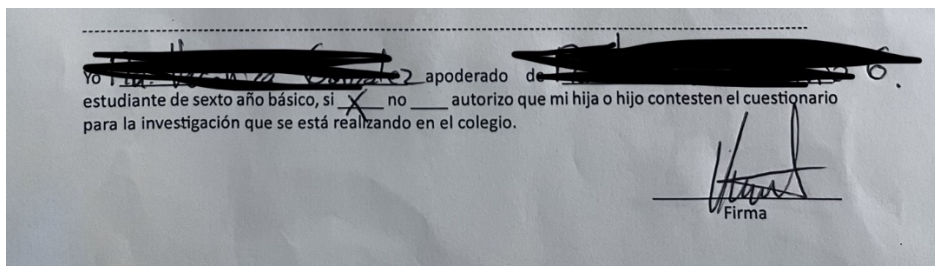 Yo apoderado de
estudiante de sexto año básico, si X no ____ autorizo que mi hija o hijo contesten el cuestionario
para la investigación que se está realizando en el colegio.
Firma